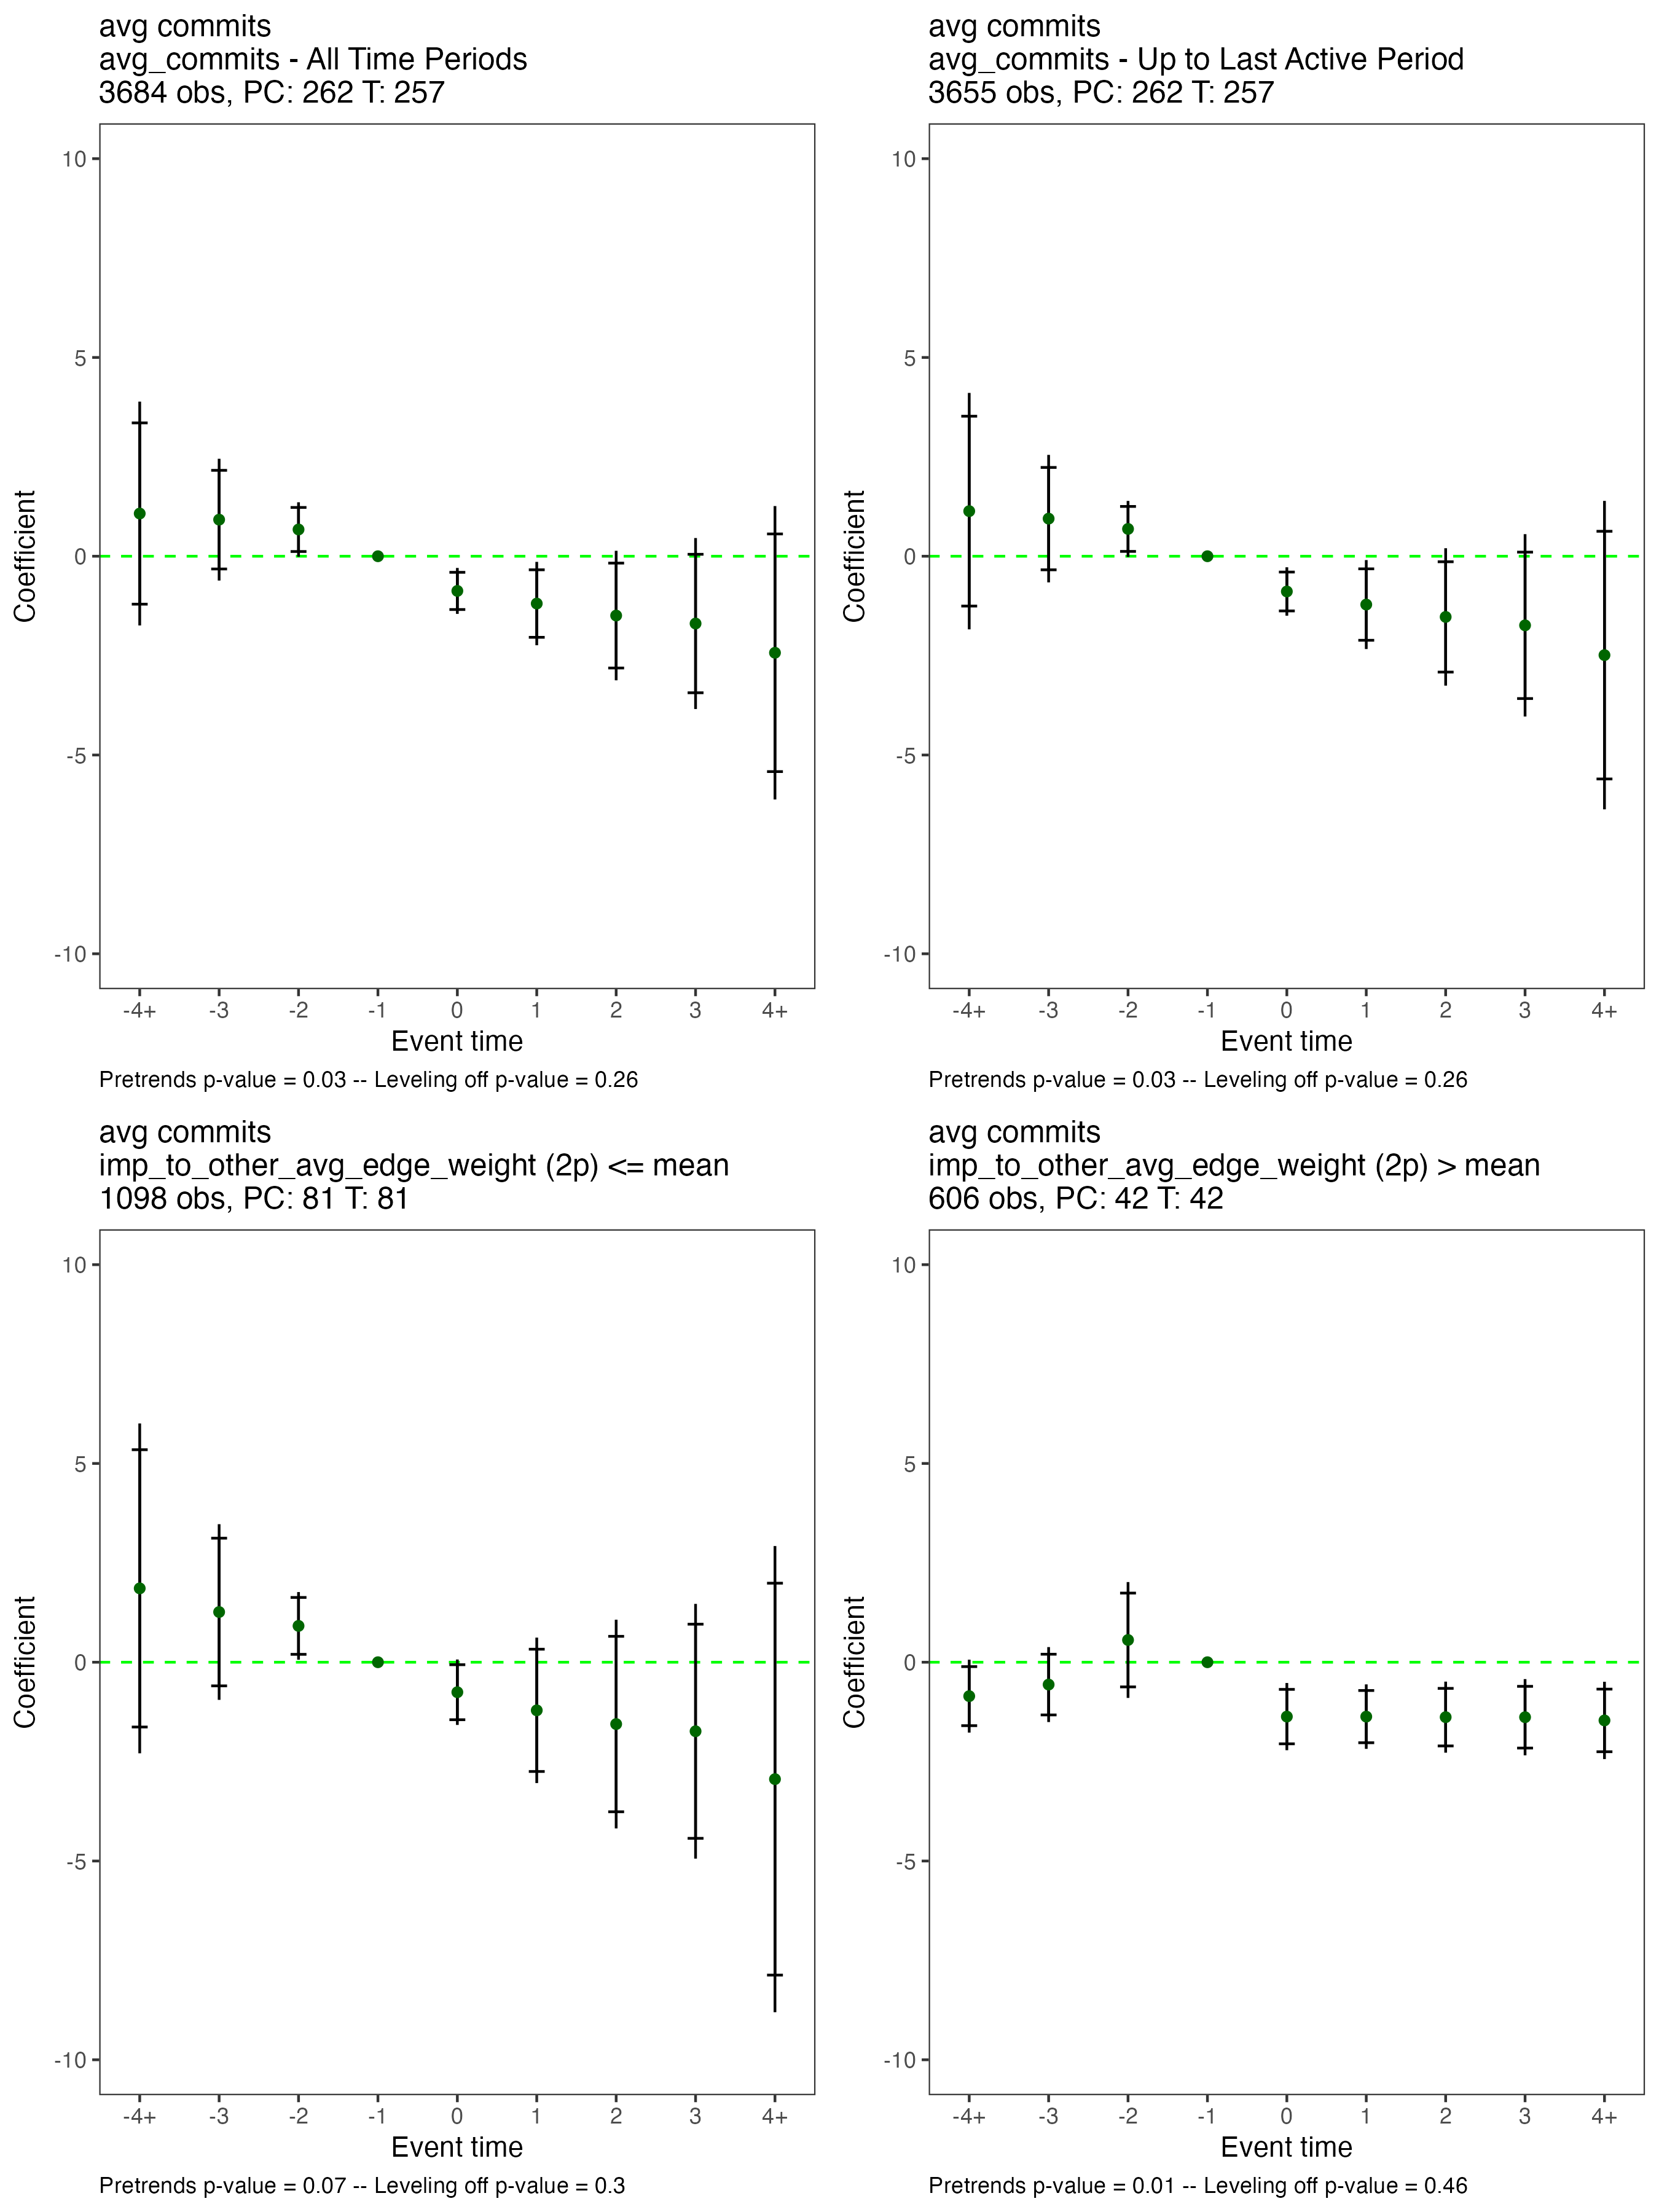 avg commits
avg_commits - All Time Periods
3684 obs, PC: 262 T: 257
10
5
0
-5
-10
Coefficient
-4+ -3 -2 -1 0 1 2 3 4+
Event time
Pretrends p-value = 0.03 -- Leveling off p-value = 0.26
avg commits
avg_commits - Up to Last Active Period
3655 obs, PC: 262 T: 257
10
5
0
-5
-10
Coefficient
-4+ -3 -2 -1 0 1 2 3 4+
Event time
Pretrends p-value = 0.03 -- Leveling off p-value = 0.26
avg commits
imp_to_other_avg_edge_weight (2p) <= mean
1098 obs, PC: 81 T: 81
10
5
0
-5
-10
Coefficient
-4+ -3 -2 -1 0 1 2 3 4+
Event time
Pretrends p-value = 0.07 -- Leveling off p-value = 0.3
avg commits
imp_to_other_avg_edge_weight (2p) > mean
606 obs, PC: 42 T: 42
10
5
0
-5
-10
Coefficient
-4+ -3 -2 -1 0 1 2 3 4+
Event time
Pretrends p-value = 0.01 -- Leveling off p-value = 0.46